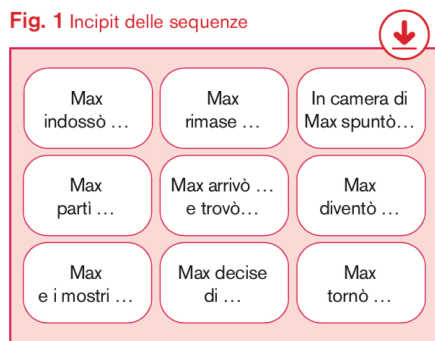 Fig. 1 Incipit delle sequenze
Max
indossò …
Max
rimase …
In camera di
Max spuntò…
Max
partì …
Max arrivò …
e trovò…
Max
diventò …
Max
e i mostri …
Max decise
di …
Max
tornò …